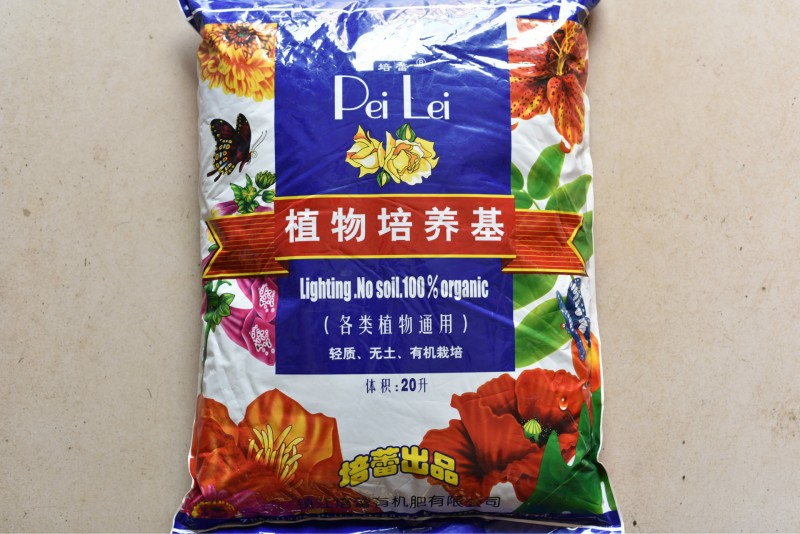 培蕾®
Pei Lei
植物培养基
Lighting.No soil.100%organic
(各类植物通用)
轻质、无土、有机栽培
体积:20升
培蕾出品
培蕾有机肥有限公司